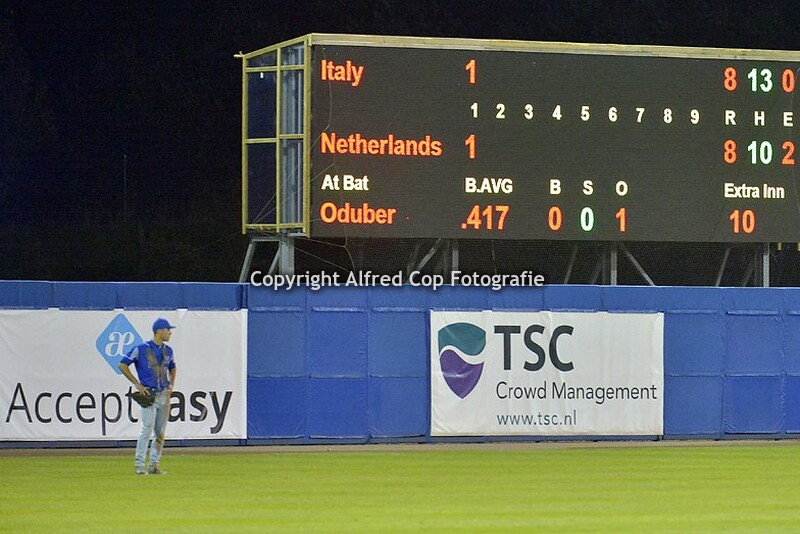 Italy 1 8 13 0
1 2 3 4 5 6 7 8 9 R H E
Netherlands 1 8 10 2
At Bat B.AVG B S O Extra Inn
Oduber .417 0 0 1 10
Copyright Alfred Cop Fotografie
æ
Accept easy
TSC
Crowd Management
www.tsc.nl